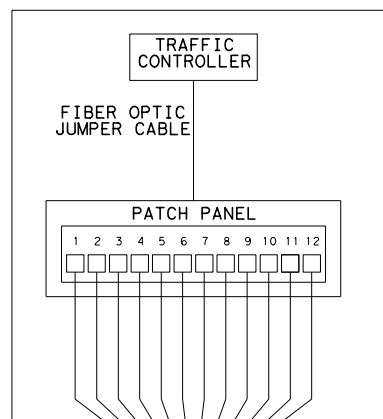 TRAFFIC
CONTROLLER
FIBER OPTIC
JUMPER CABLE
PATCH PANEL
1 2 3 4 5 6 7 8 9 10 11 12